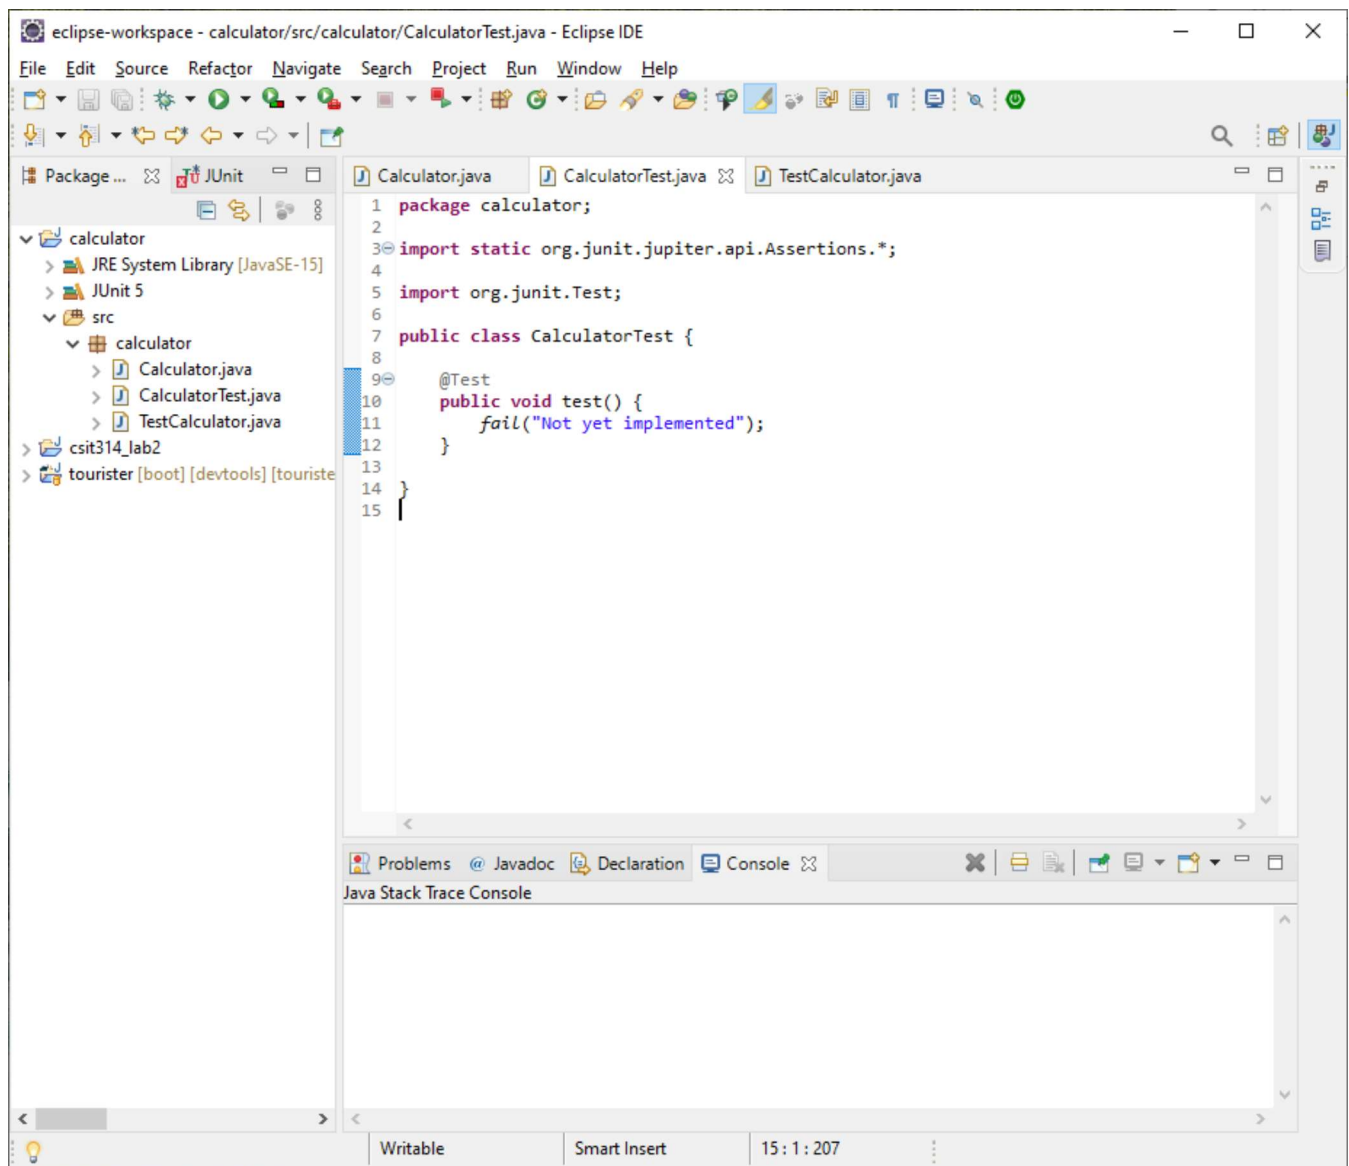 eclipse-workspace - calculator/src/calculator/CalculatorTest.java - Eclipse IDE
File Edit Source Refactor Navigate Search Project Run Window Help
Package ... JUnit
calculator
JRE System Library [JavaSE-15]
JUnit 5
src
calculator
Calculator.java
CalculatorTest.java
TestCalculator.java
csit314_lab2
tourister [boot] [devtools] [touriste
Calculator.java CalculatorTest.java TestCalculator.java
1 package calculator;
2
3 import static org.junit.jupiter.api.Assertions.*;
4
5 import org.junit.Test;
6
7 public class CalculatorTest {
8
9 @Test
10 public void test() {
11 fail("Not yet implemented");
12 }
13
14 }
15
Problems @ Javadoc Declaration Console
Java Stack Trace Console
Writable Smart Insert 15 : 1 : 207